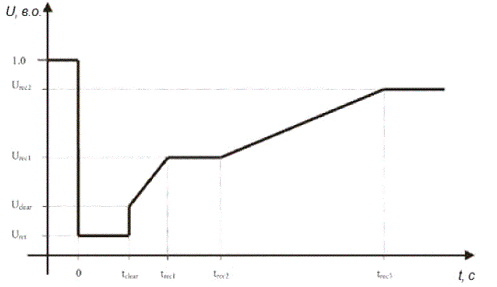 U, в.о.
1.0
Urec2
Urec1
Uclear
Uret
0 tclear trec1 trec2 trec3
t, с